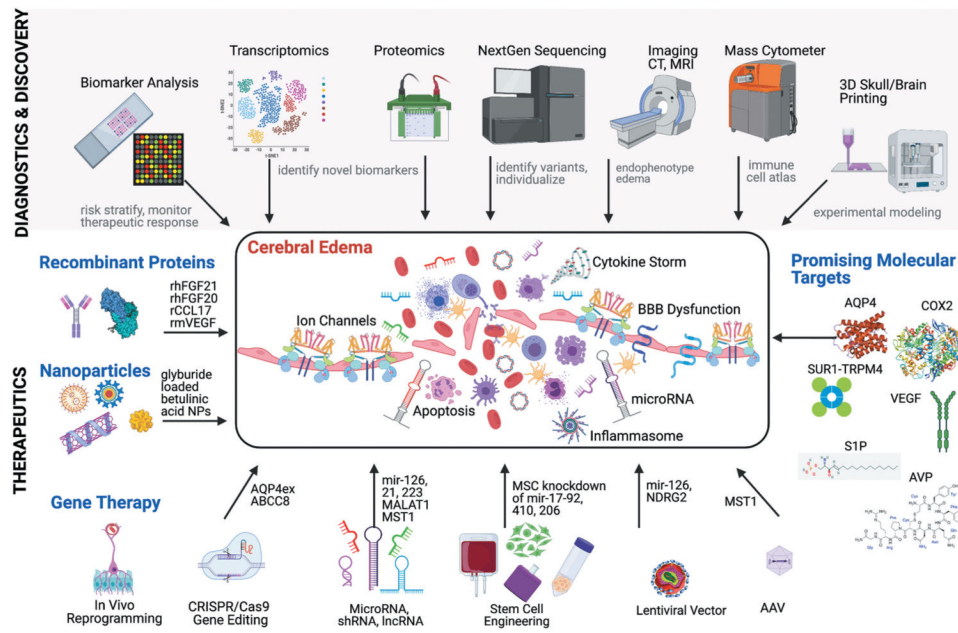 DIAGNOSTICS & DISCOVERY
Biomarker Analysis
Transcriptomics
t-SNE2
t-SNE1
Proteomics
NextGen Sequencing
Imaging
CT, MRI
Mass Cytometer
3D Skull/Brain
Printing
risk stratify, monitor
therapeutic response
identify novel biomarkers
identify variants,
individualize
endophenotype
edema
immune
cell atlas
experimental modeling
THERAPEUTICS
Recombinant Proteins
rhFGF21
rhFGF20
rCCL17
rmVEGF
Nanoparticles
glyburide
loaded
betulinic
acid NPs
Cerebral Edema
Ion Channels
Cytokine Storm
BBB Dysfunction
Apoptosis
microRNA
Inflammasome
Promising Molecular
Targets
AQP4
COX2
SUR1-TRPM4
VEGF
S1P
AVP
Gene Therapy
In Vivo
Reprogramming
AQP4ex
ABCC8
CRISPR/Cas9
Gene Editing
mir-126,
21, 223
MALAT1
MST1
MicroRNA,
shRNA, lncRNA
MSC knockdown
of mir-17-92,
410, 206
Stem Cell
Engineering
mir-126,
NDRG2
Lentiviral Vector
MST1
AAV